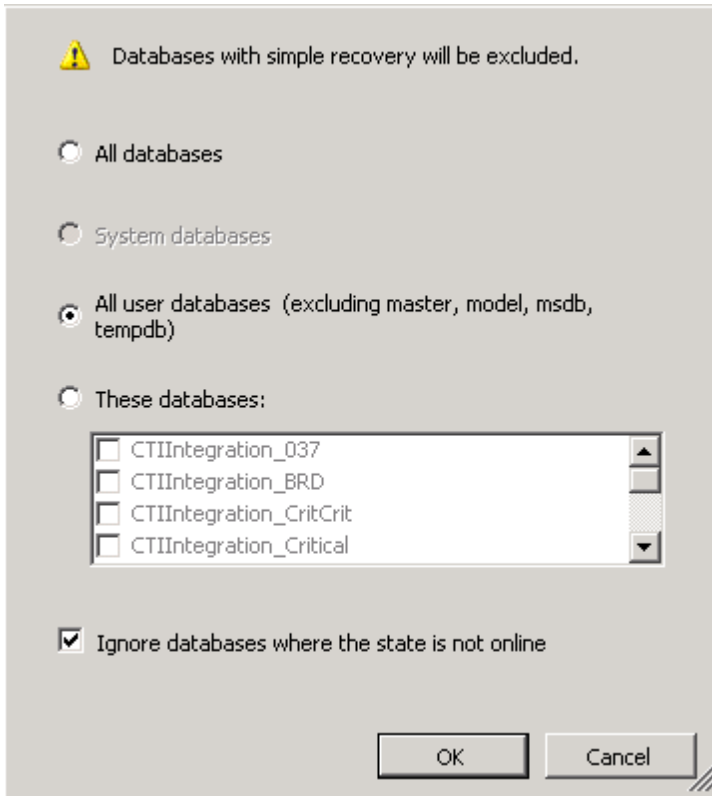 Databases with simple recovery will be excluded.
All databases
System databases
All user databases  (excluding master, model, msdb,
tempdb)
These databases:
CTIIntegration_037
CTIIntegration_BRD
CTIIntegration_CritCrit
CTIIntegration_Critical
Ignore databases where the state is not online
OK
Cancel